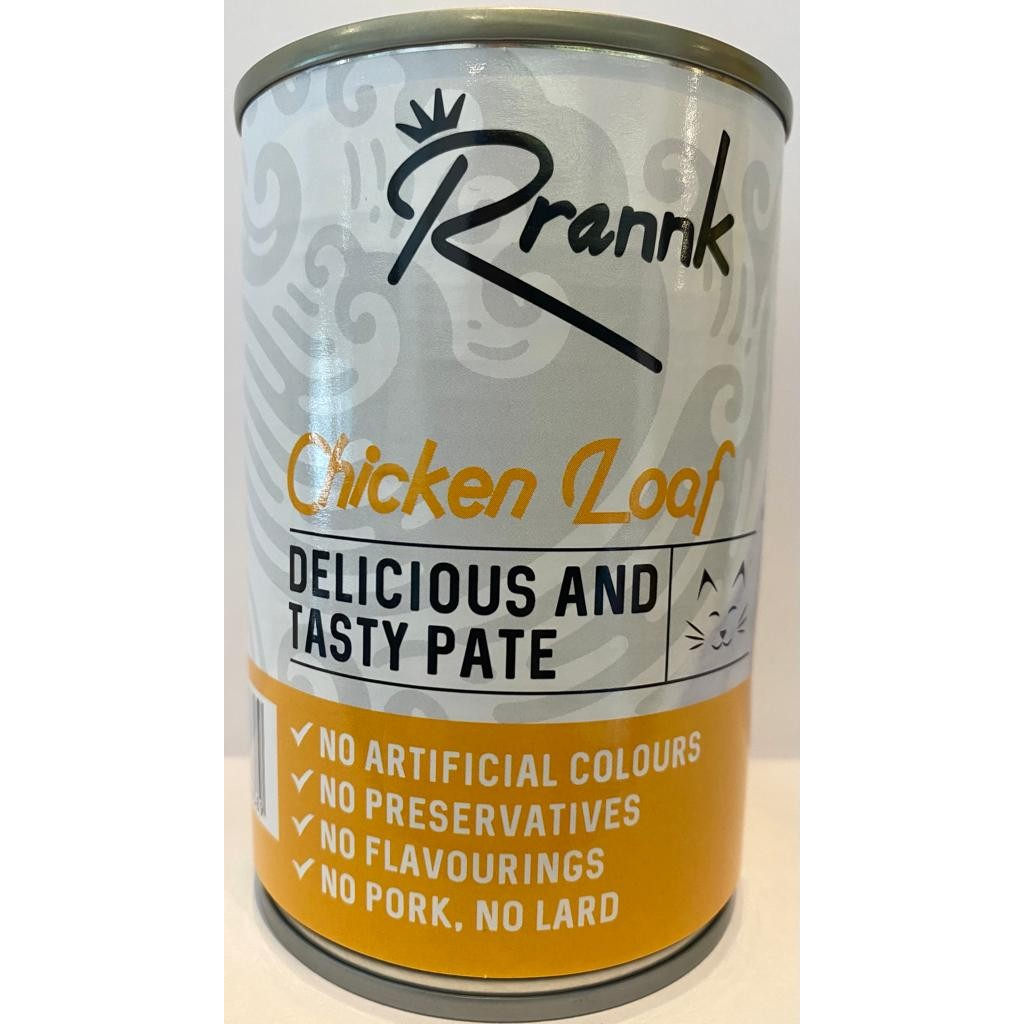 Rrannk
Chicken Loaf
DELICIOUS AND
TASTY PATE
✓ NO ARTIFICIAL COLOURS
✓ NO PRESERVATIVES
✓ NO FLAVOURINGS
✓ NO PORK, NO LARD